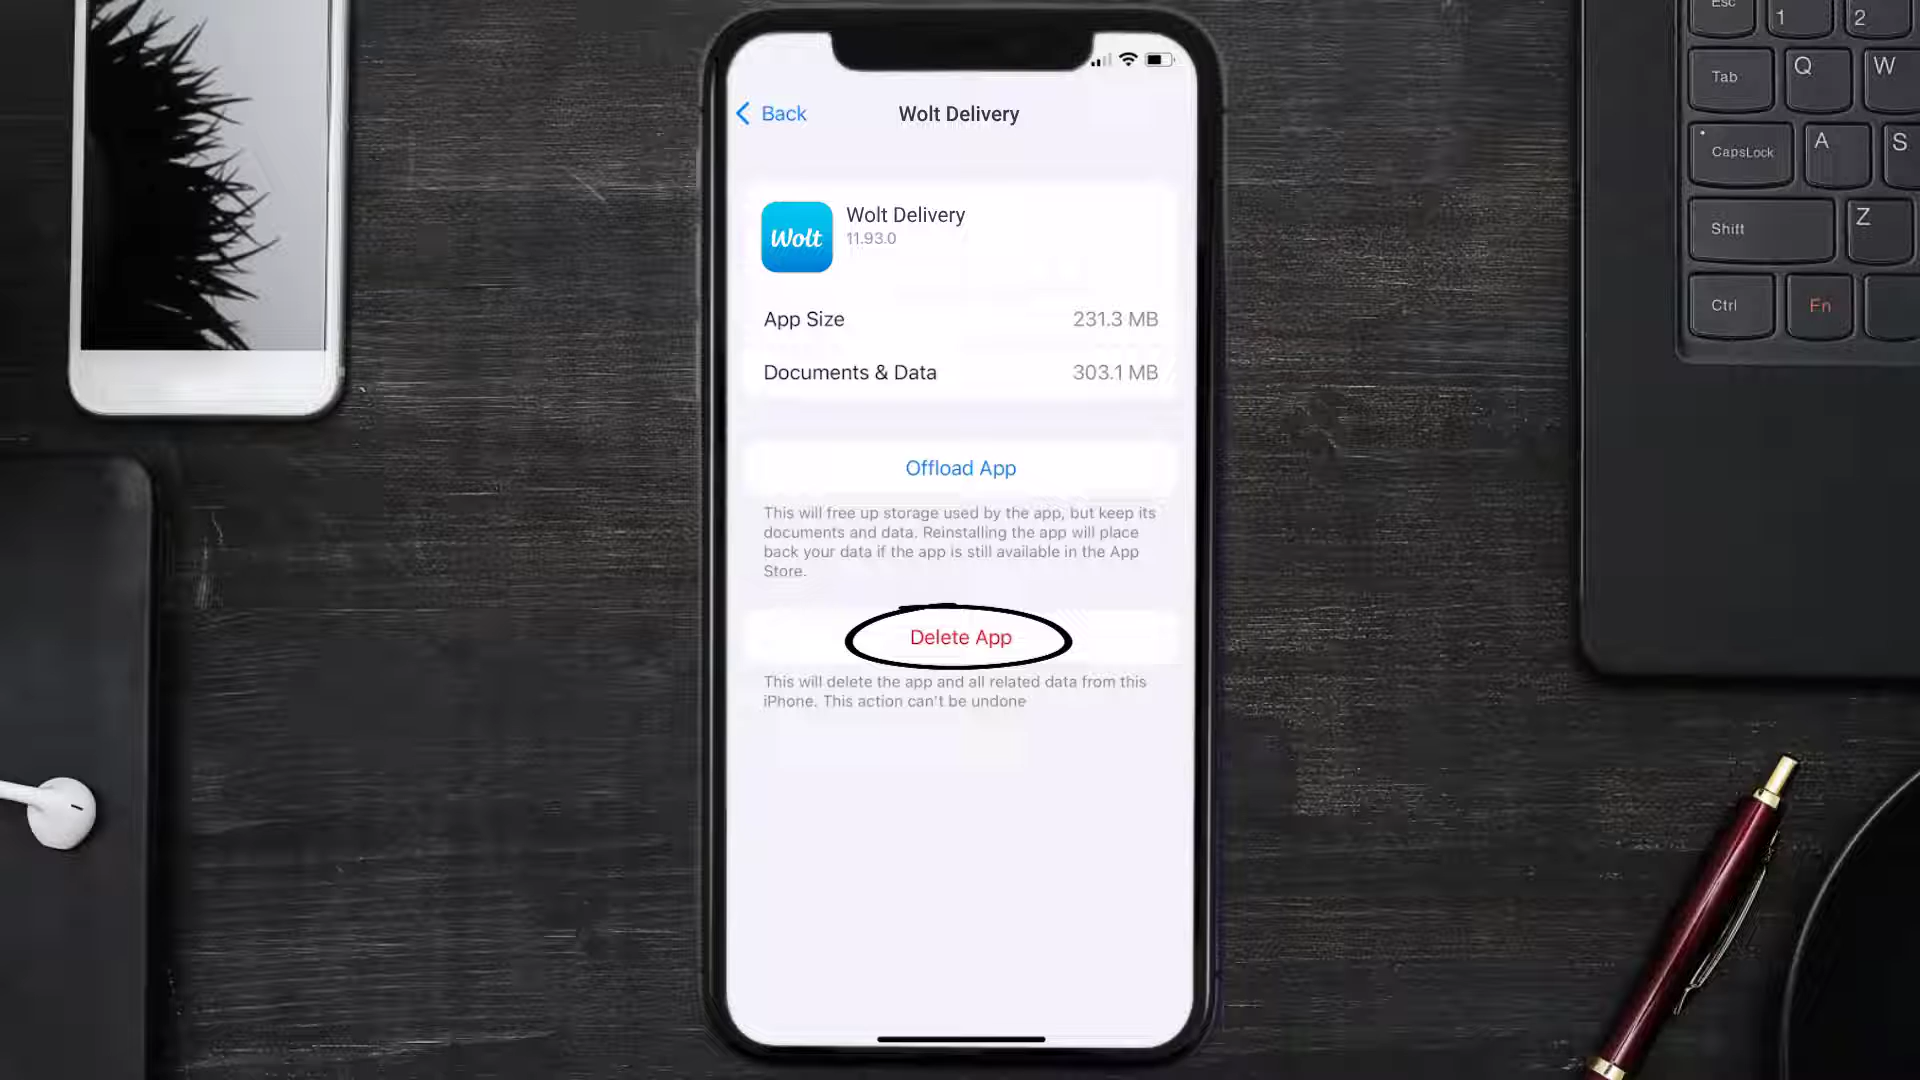 Back
Wolt Delivery
Wolt
Wolt Delivery
11.93.0
App Size
231.3 MB
Documents & Data
303.1 MB
Offload App
This will free up storage used by the app, but keep its
documents and data. Reinstalling the app will place
back your data if the app is still available in the App
Store.
Delete App
This will delete the app and all related data from this
iPhone. This action can't be undone
Esc
1
2
Tab
Q
W
CapsLock
A
S
Shift
Z
Ctrl
Fn